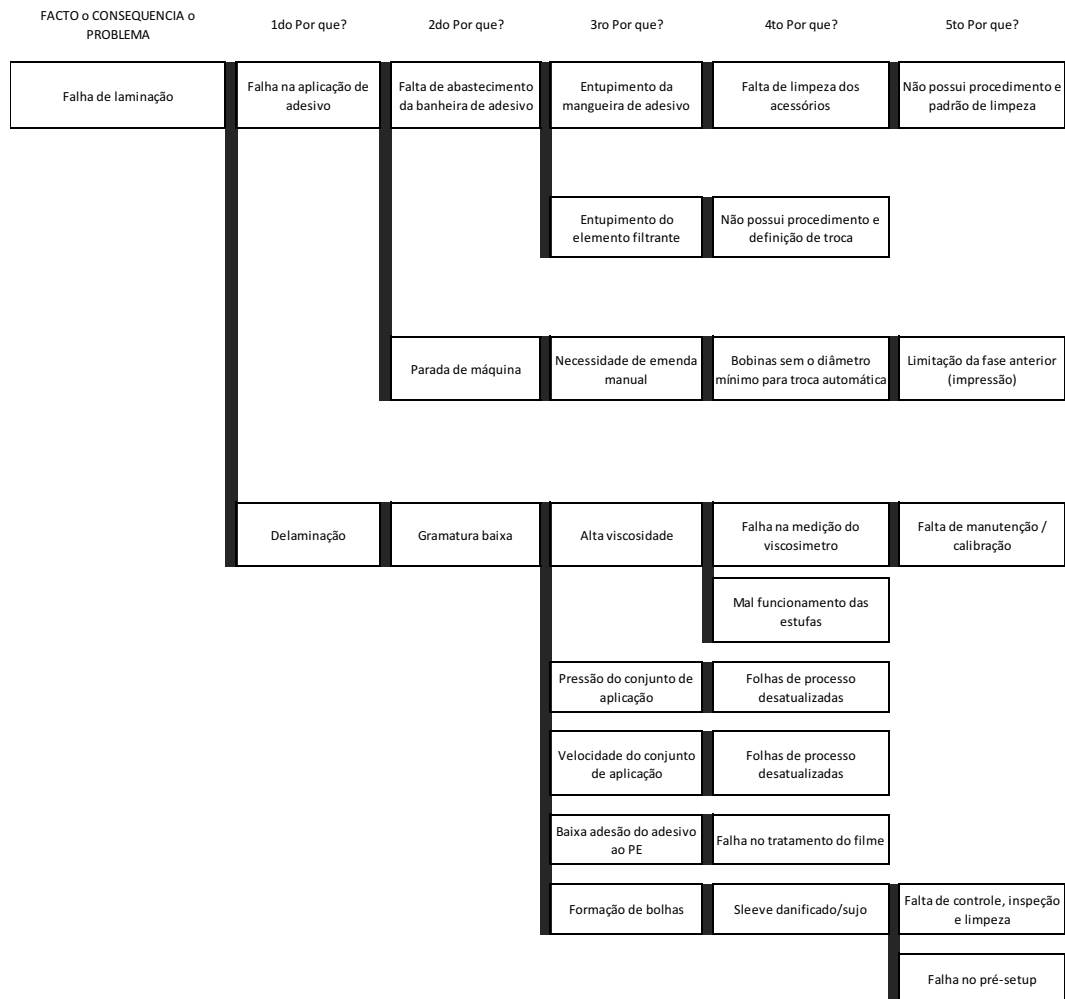 FACTO o CONSEQUENCIA o
PROBLEMA
1do Por que?
2do Por que?
3ro Por que?
4to Por que?
5to Por que?
Falha de laminação
Falha na aplicação de
adesivo
Falta de abastecimento
da banheira de adesivo
Entupimento da
mangueira de adesivo
Falta de limpeza dos
acessórios
Não possui procedimento e
padrão de limpeza
Entupimento do
elemento filtrante
Não possui procedimento e
definição de troca
Parada de máquina
Necessidade de emenda
manual
Bobinas sem o diâmetro
mínimo para troca automática
Limitação da fase anterior
(impressão)
Delaminação
Gramatura baixa
Alta viscosidade
Falha na medição do
viscosimetro
Falta de manutenção /
calibração
Mal funcionamento das
estufas
Pressão do conjunto de
aplicação
Folhas de processo
desatualizadas
Velocidade do conjunto
de aplicação
Folhas de processo
desatualizadas
Baixa adesão do adesivo
ao PE
Falha no tratamento do filme
Formação de bolhas
Sleeve danificado/sujo
Falta de controle, inspeção
e limpeza
Falha no pré-setup